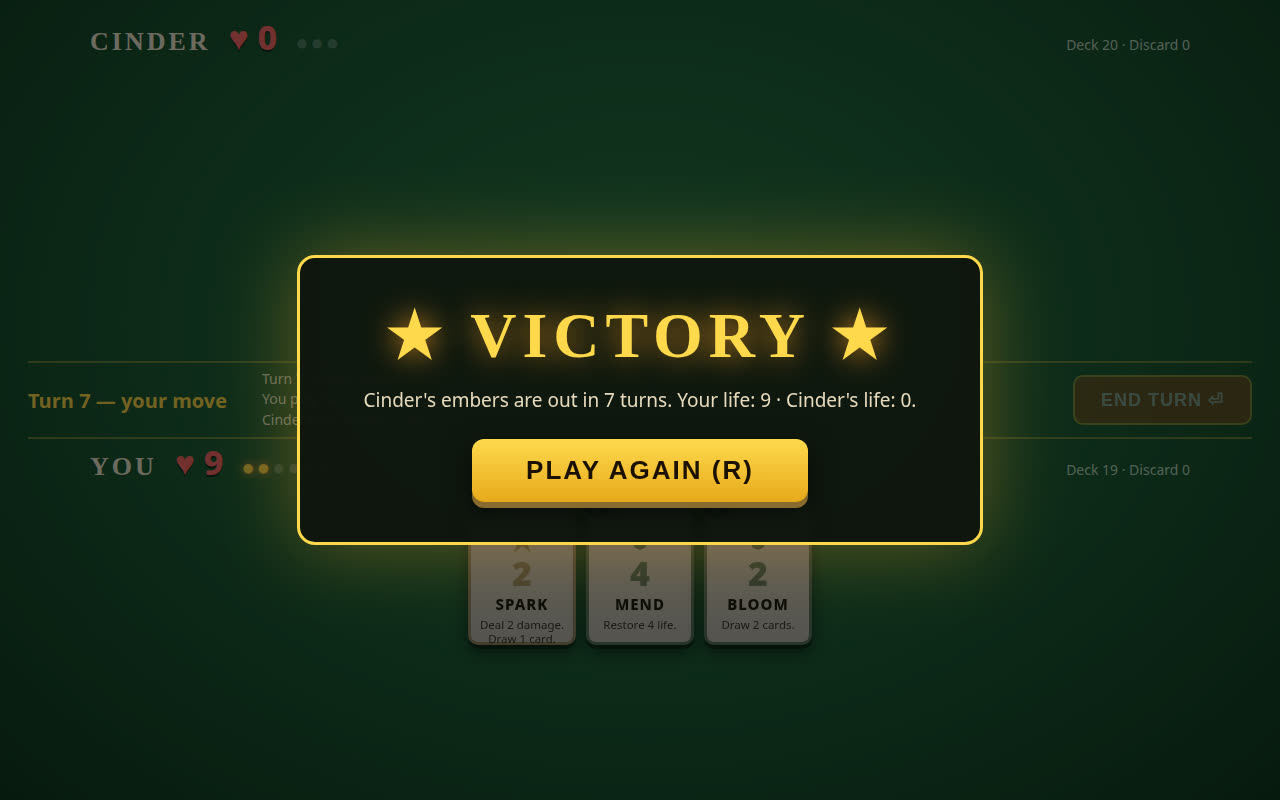 CINDER ♥ 0
Deck 20 · Discard 0
★ VICTORY ★
Cinder's embers are out in 7 turns. Your life: 9 · Cinder's life: 0.
PLAY AGAIN (R)
Turn 7 — your move
Turn
You
Cinde
END TURN ⏎
YOU ♥ 9
Deck 19 · Discard 0
2
SPARK
Deal 2 damage.
Draw 1 card.
4
MEND
Restore 4 life.
2
BLOOM
Draw 2 cards.